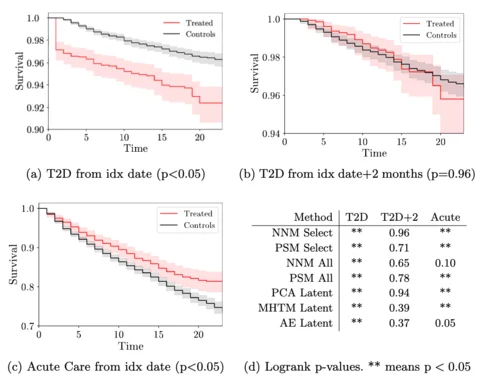 1.0
0.98
0.96
0.94
0.92
0.90
Survival
0 5 10 15 20
Time
Treated
Controls
(a) T2D from idx date (p<0.05)
1.0
0.98
0.96
0.94
Survival
0 5 10 15 20
Time
Treated
Controls
(b) T2D from idx date+2 months (p=0.96)
1.0
0.9
0.8
0.7
Survival
0 5 10 15 20
Time
Treated
Controls
(c) Acute Care from idx date (p<0.05)
Method T2D T2D+2 Acute
NNM Select ** 0.96 **
PSM Select ** 0.71 **
NNM All ** 0.65 0.10
PSM All ** 0.78 **
PCA Latent ** 0.94 **
MHTM Latent ** 0.39 **
AE Latent ** 0.37 0.05
(d) Logrank p-values. ** means p < 0.05